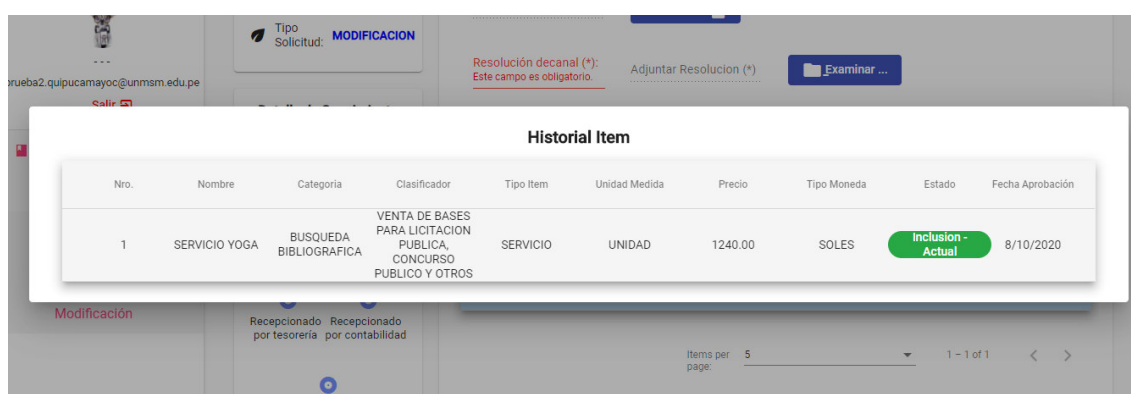 Tipo
Solicitud: MODIFICACION
- - -
prueba2.quipucamayoc@unmsm.edu.pe
Salir
Resolución decanal (*):
Este campo es obligatorio.
Adjuntar Resolucion (*)
Examinar ...
Historial Item
Nro. Nombre Categoria Clasificador Tipo Item Unidad Medida Precio Tipo Moneda Estado Fecha Aprobación
1 SERVICIO YOGA
BUSQUEDA
BIBLIOGRAFICA
VENTA DE BASES
PARA LICITACION
PUBLICA,
CONCURSO
PUBLICO Y OTROS
SERVICIO UNIDAD 1240.00 SOLES
Inclusion -
Actual
8/10/2020
Modificación
Recepcionado
por tesorería
Recepcionado
por contabilidad
Items per
page:
5
1 – 1 of 1